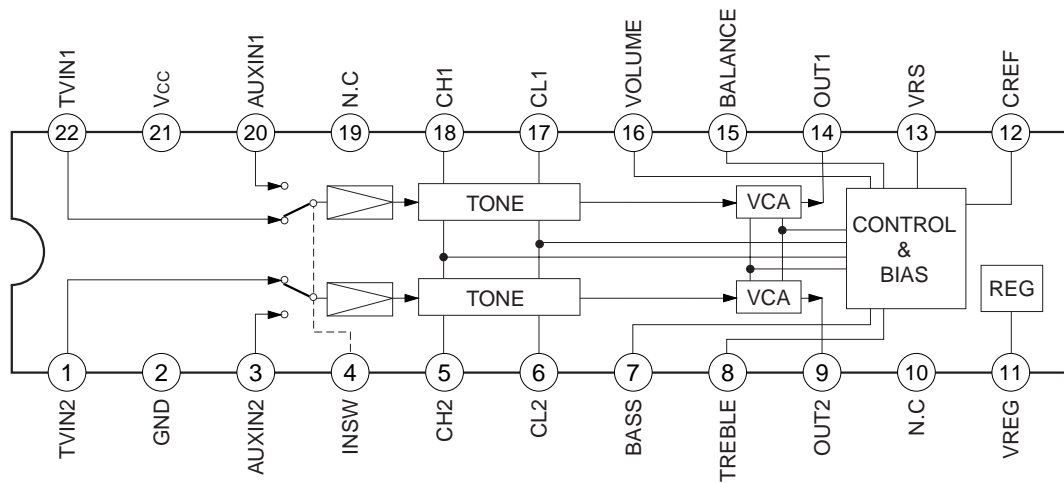 TVIN1
Vcc
AUXIN1
N.C
CH1
CL1
VOLUME
BALANCE
OUT1
VRS
CREF
22
21
20
19
18
17
16
15
14
13
12
TONE
VCA
CONTROL
&
BIAS
TONE
VCA
REG
1
2
3
4
5
6
7
8
9
10
11
TVIN2
GND
AUXIN2
INSW
CH2
CL2
BASS
TREBLE
OUT2
N.C
VREG